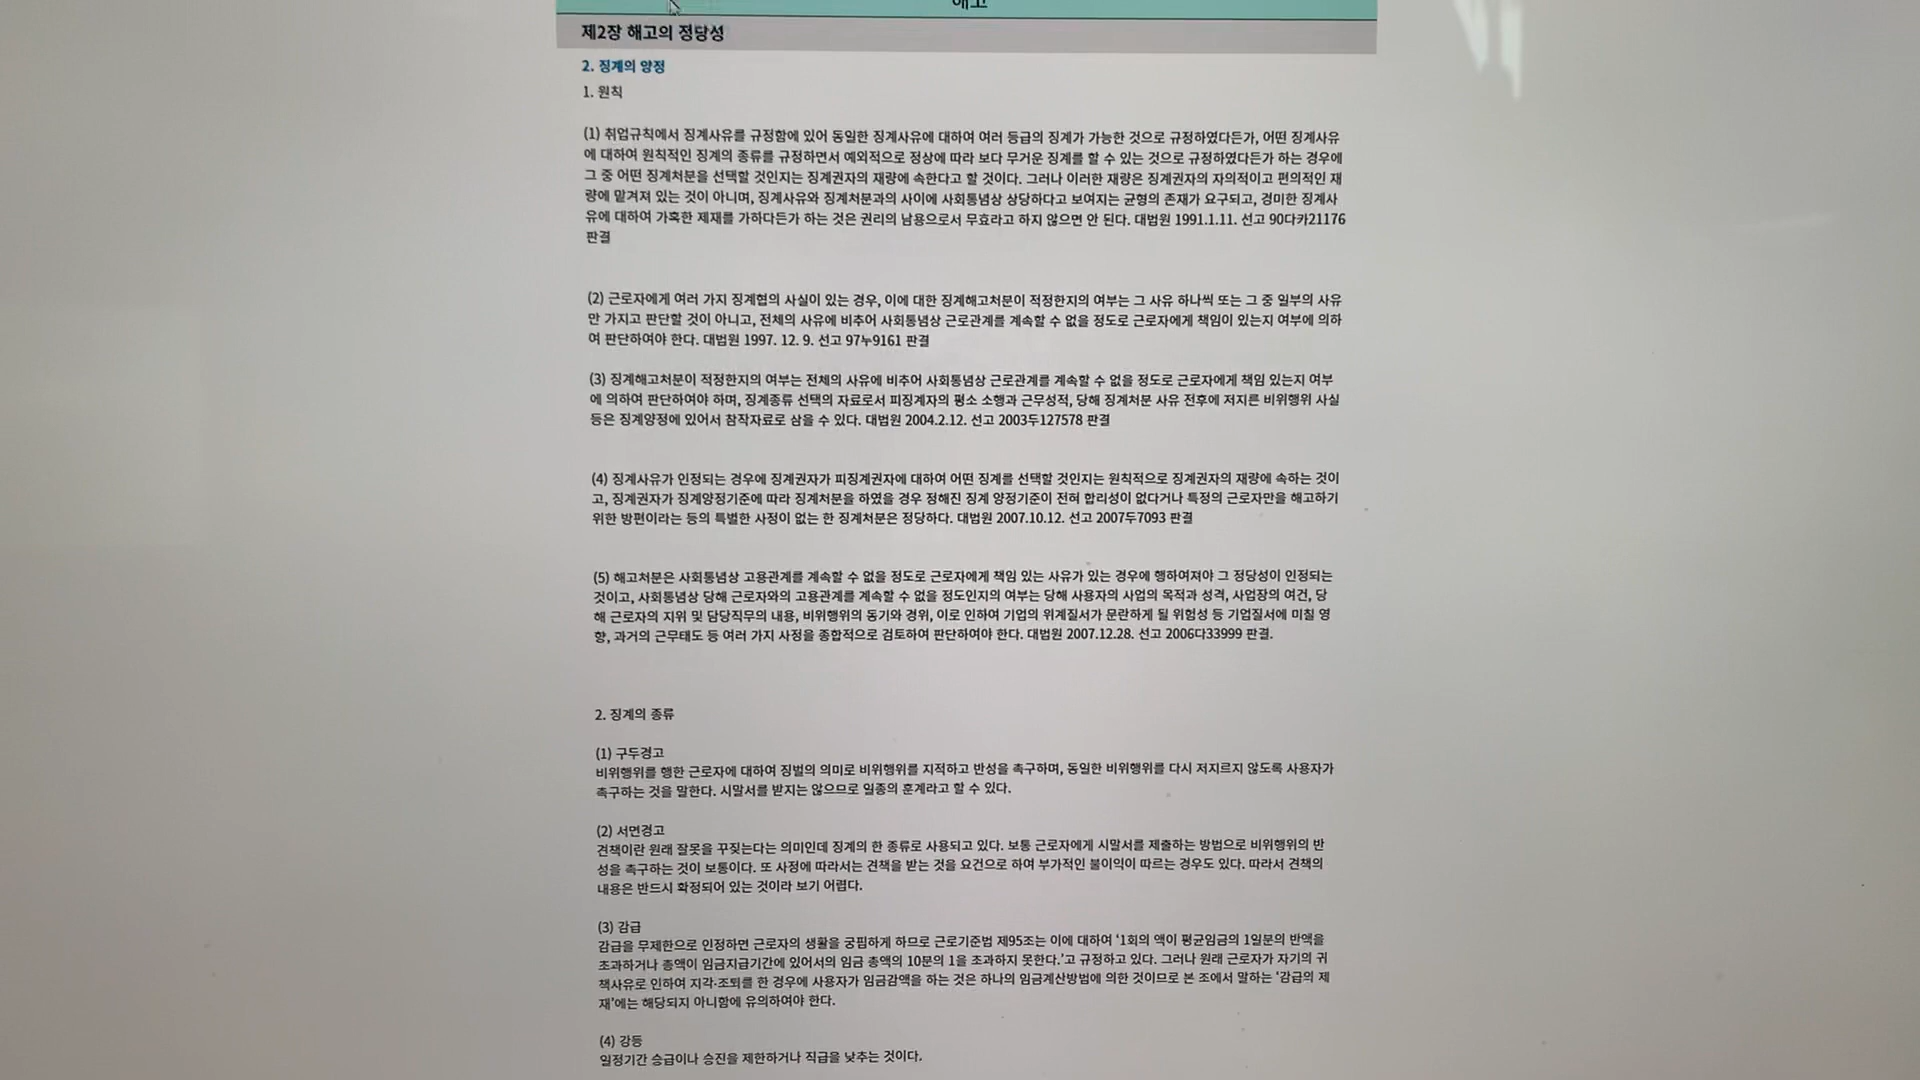 해고
제2장 해고의 정당성
2. 징계의 양정
1. 원칙
(1) 취업규칙에서 징계사유를 규정함에 있어 동일한 징계사유에 대하여 여러 등급의 징계가 가능한 것으로 규정하였다든가, 어떤 징계사유
에 대하여 원칙적인 징계의 종류를 규정하면서 예외적으로 정상에 따라 보다 무거운 징계를 할 수 있는 것으로 규정하였다든가 하는 경우에
그 중 어떤 징계처분을 선택할 것인지는 징계권자의 재량에 속한다고 할 것이다. 그러나 이러한 재량은 징계권자의 자의적이고 편의적인 재
량에 맡겨져 있는 것이 아니며, 징계사유와 징계처분과의 사이에 사회통념상 상당하다고 보여지는 균형의 존재가 요구되고, 경미한 징계사
유에 대하여 가혹한 제재를 가하다든가 하는 것은 권리의 남용으로서 무효라고 하지 않으면 안 된다. 대법원 1991.1.11. 선고 90다카21176
판결
(2) 근로자에게 여러 가지 징계협의 사실이 있는 경우, 이에 대한 징계해고처분이 적정한지의 여부는 그 사유 하나씩 또는 그 중 일부의 사유
만 가지고 판단할 것이 아니고, 전체의 사유에 비추어 사회통념상 근로관계를 계속할 수 없을 정도로 근로자에게 책임이 있는지 여부에 의하
여 판단하여야 한다. 대법원 1997. 12. 9. 선고 97누9161 판결
(3) 징계해고처분이 적정한지의 여부는 전체의 사유에 비추어 사회통념상 근로관계를 계속할 수 없을 정도로 근로자에게 책임 있는지 여부
에 의하여 판단하여야 하며, 징계종류 선택의 자료로서 피징계자의 평소 소행과 근무성적, 당해 징계처분 사유 전후에 저지른 비위행위 사실
등은 징계양정에 있어서 참작자료로 삼을 수 있다. 대법원 2004.2.12. 선고 2003두127578 판결
(4) 징계사유가 인정되는 경우에 징계권자가 피징계권자에 대하여 어떤 징계를 선택할 것인지는 원칙적으로 징계권자의 재량에 속하는 것이
고, 징계권자가 징계양정기준에 따라 징계처분을 하였을 경우 정해진 징계 양정기준이 전혀 합리성이 없다거나 특정의 근로자만을 해고하기
위한 방편이라는 등의 특별한 사정이 없는 한 징계처분은 정당하다. 대법원 2007.10.12. 선고 2007두7093 판결
(5) 해고처분은 사회통념상 고용관계를 계속할 수 없을 정도로 근로자에게 책임 있는 사유가 있는 경우에 행하여져야 그 정당성이 인정되는
것이고, 사회통념상 당해 근로자와의 고용관계를 계속할 수 없을 정도인지의 여부는 당해 사용자의 사업의 목적과 성격, 사업장의 여건, 당
해 근로자의 지위 및 담당직무의 내용, 비위행위의 동기와 경위, 이로 인하여 기업의 위계질서가 문란하게 될 위험성 등 기업질서에 미칠 영
향, 과거의 근무태도 등 여러 가지 사정을 종합적으로 검토하여 판단하여야 한다. 대법원 2007.12.28. 선고 2006다33999 판결.
2. 징계의 종류
(1) 구두경고
비위행위를 행한 근로자에 대하여 징벌의 의미로 비위행위를 지적하고 반성을 촉구하며, 동일한 비위행위를 다시 저지르지 않도록 사용자가
촉구하는 것을 말한다. 시말서를 받지는 않으므로 일종의 훈계라고 할 수 있다.
(2) 서면경고
견책이란 원래 잘못을 꾸짖는다는 의미인데 징계의 한 종류로 사용되고 있다. 보통 근로자에게 시말서를 제출하는 방법으로 비위행위의 반
성을 촉구하는 것이 보통이다. 또 사정에 따라서는 견책을 받는 것을 요건으로 하여 부가적인 불이익이 따르는 경우도 있다. 따라서 견책의
내용은 반드시 확정되어 있는 것이라 보기 어렵다.
(3) 감급
감급을 무제한으로 인정하면 근로자의 생활을 궁핍하게 하므로 근로기준법 제95조는 이에 대하여 '1회의 액이 평균임금의 1일분의 반액을
초과하거나 총액이 임금지급기간에 있어서의 임금 총액의 10분의 1을 초과하지 못한다.'고 규정하고 있다. 그러나 원래 근로자가 자기의 귀
책사유로 인하여 지각·조퇴를 한 경우에 사용자가 임금감액을 하는 것은 하나의 임금계산방법에 의한 것이므로 본 조에서 말하는 '감급의 제
재'에는 해당되지 아니함에 유의하여야 한다.
(4) 강등
일정기간 승급이나 승진을 제한하거나 직급을 낮추는 것이다.